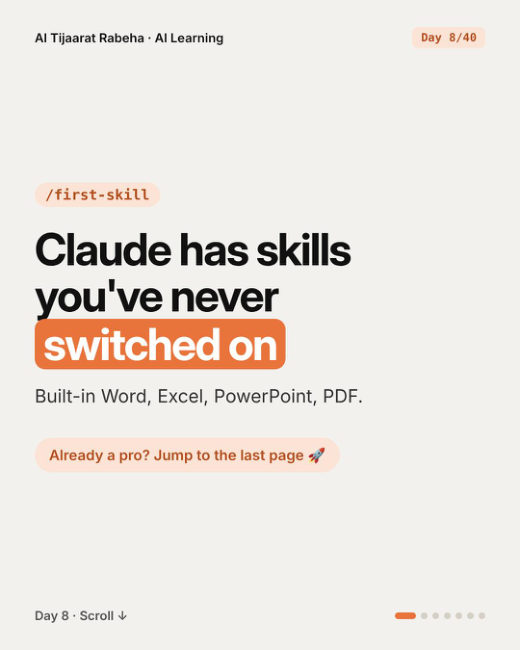 AI Tijaarat Rabeha · AI Learning
Day 8/40
/first-skill
Claude has skills
you've never
switched on
Built-in Word, Excel, PowerPoint, PDF.
Already a pro? Jump to the last page 🚀
Day 8 · Scroll ↓